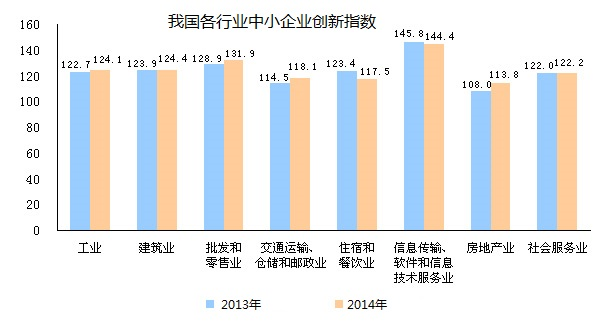 我国各行业中小企业创新指数
160
140
120
100
80
60
40
20
0
122.7 124.1
123.9 124.4
128.9 131.9
114.5 118.1
123.4 117.5
145.8 144.4
108.0 113.8
122.0 122.2
工业
建筑业
批发和
零售业
交通运输、
仓储和邮政业
住宿和
餐饮业
信息传输、
软件和信息
技术服务业
房地产业
社会服务业
2013年 2014年